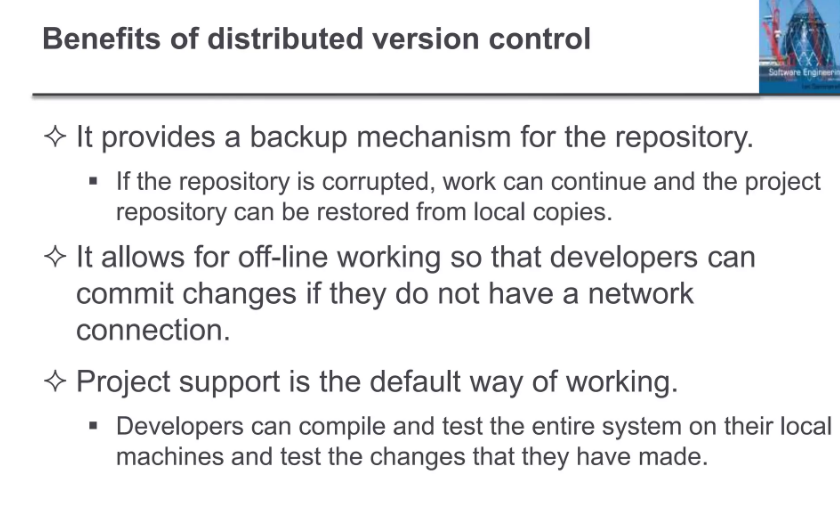 Benefits of distributed version control
Software Engineering
✧ It provides a backup mechanism for the repository.
▪ If the repository is corrupted, work can continue and the project
repository can be restored from local copies.
✧ It allows for off-line working so that developers can
commit changes if they do not have a network
connection.
✧ Project support is the default way of working.
▪ Developers can compile and test the entire system on their local
machines and test the changes that they have made.